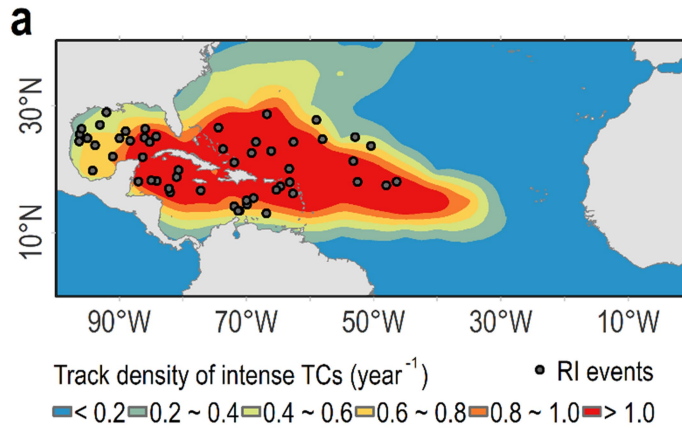 a
30°N
10°N
90°W 70°W 50°W 30°W 10°W
Track density of intense TCs (year⁻¹) RI events
< 0.2 0.2 ~ 0.4 0.4 ~ 0.6 0.6 ~ 0.8 0.8 ~ 1.0 > 1.0